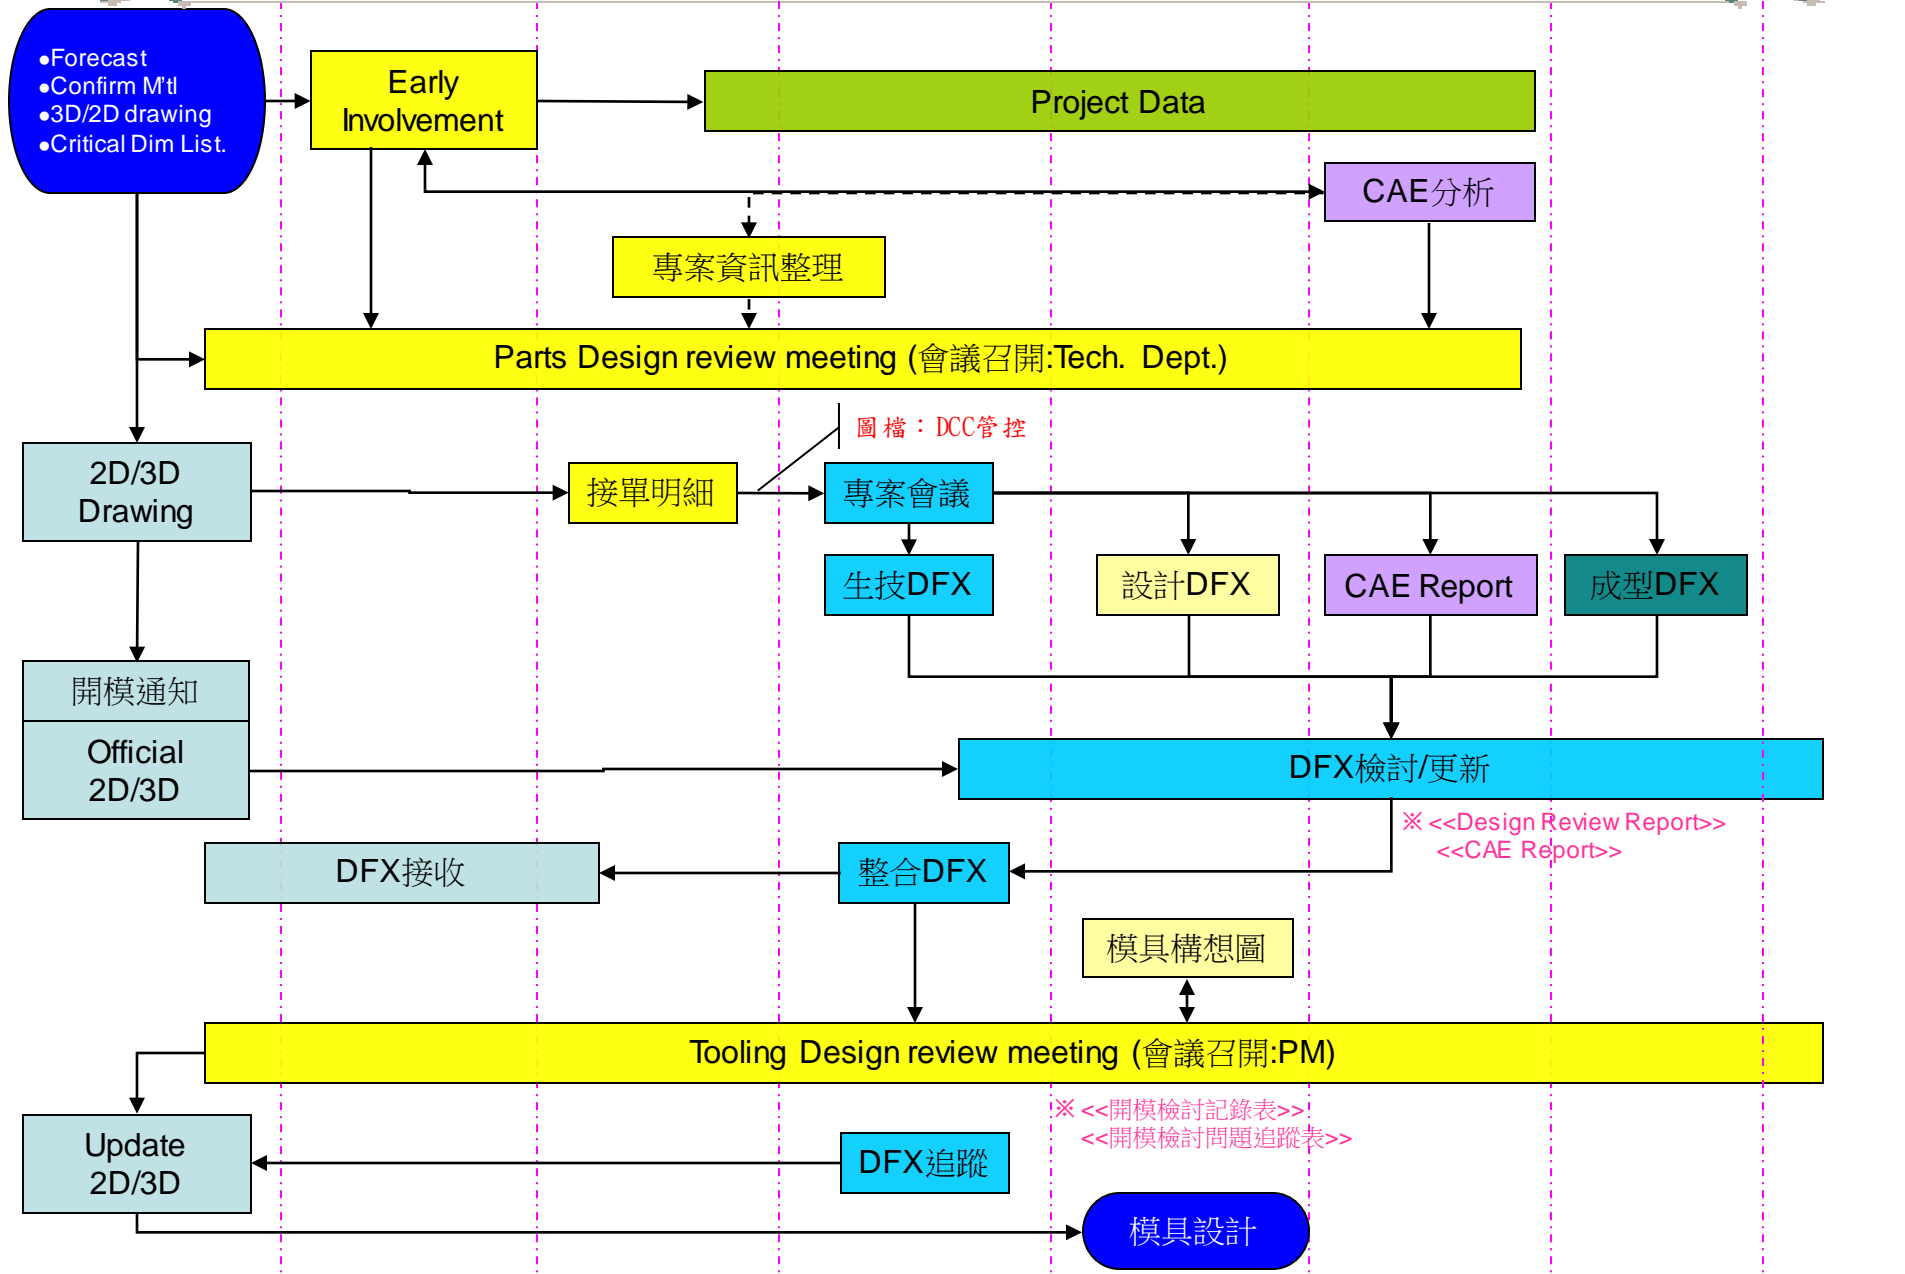 ●Forecast
●Confirm M'tl
●3D/2D drawing
●Critical Dim List.
Early
Involvement
Project Data
CAE分析
專案資訊整理
Parts Design review meeting (會議召開:Tech. Dept.)
圖檔：DCC管控
2D/3D
Drawing
接單明細
專案會議
生技DFX
設計DFX
CAE Report
成型DFX
開模通知
Official
2D/3D
DFX檢討/更新
※<<Design Review Report>>
<<CAE Report>>
DFX接收
整合DFX
模具構想圖
Tooling Design review meeting (會議召開:PM)
※<<開模檢討記錄表>>
<<開模檢討問題追蹤表>>
Update
2D/3D
DFX追蹤
模具設計